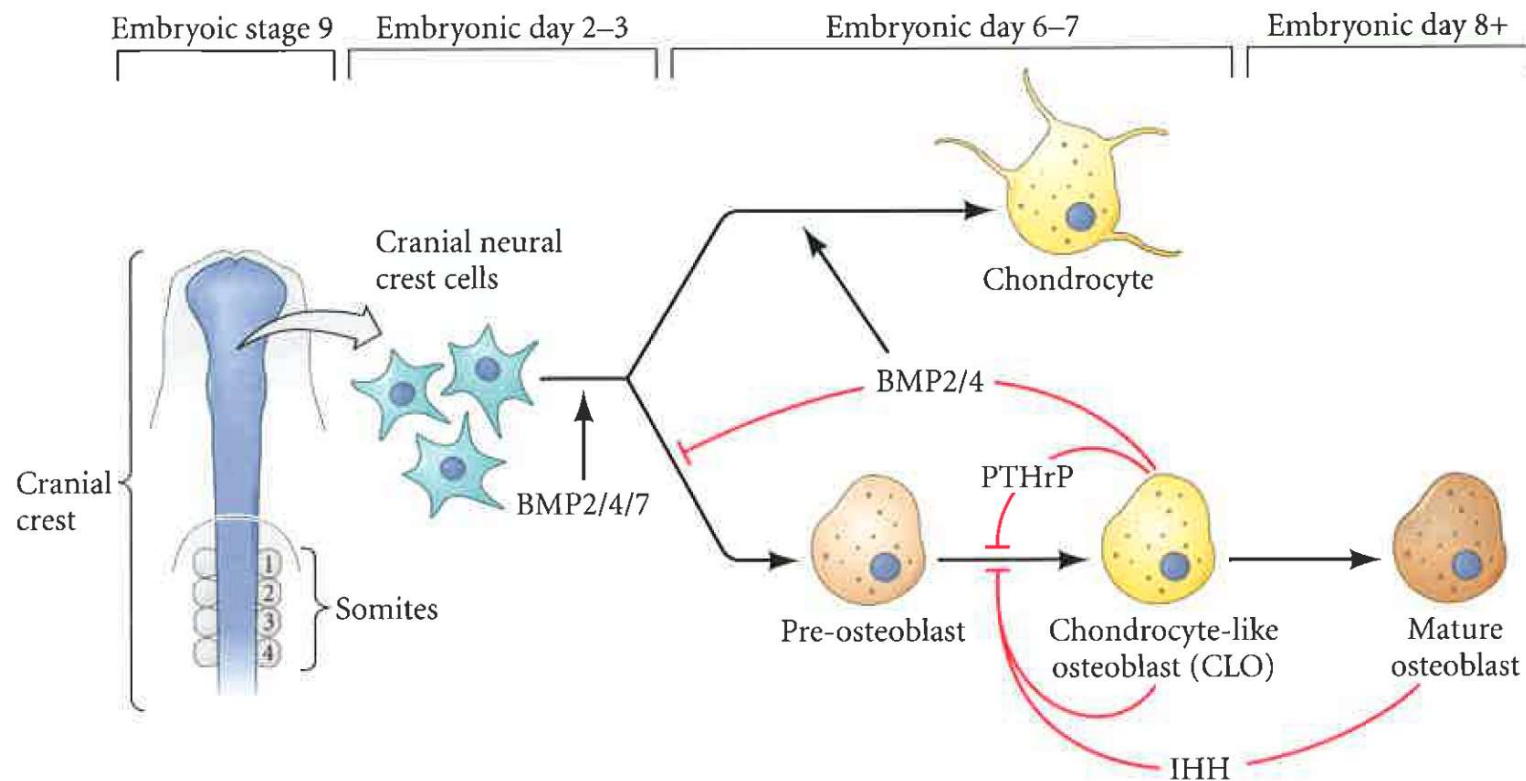 Embryoic stage 9
Embryonic day 2–3
Embryonic day 6–7
Embryonic day 8+
Cranial neural
crest cells
Chondrocyte
BMP2/4
Cranial
crest
BMP2/4/7
PTHrP
1
2
3
4
Somites
Pre-osteoblast
Chondrocyte-like
osteoblast (CLO)
Mature
osteoblast
IHH